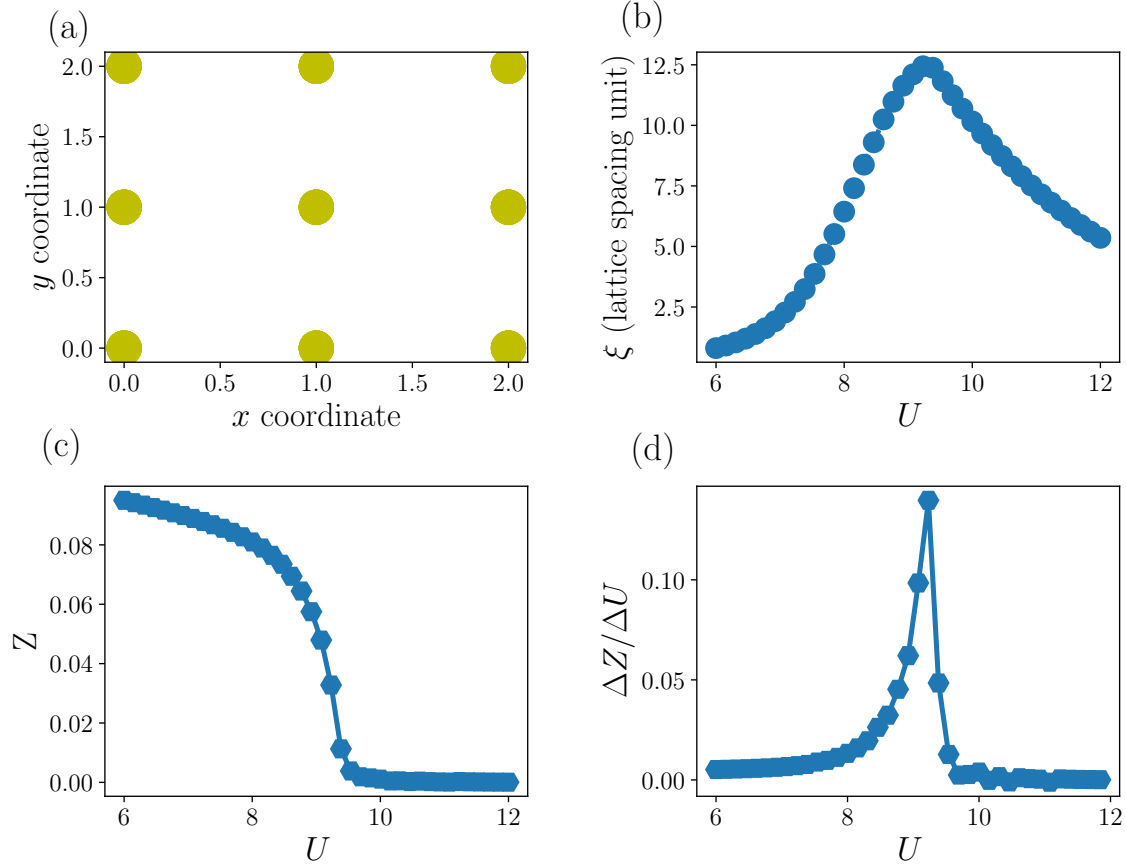 (a)
2.0
1.5
1.0
0.5
0.0
y coordinate
0.0
0.5
1.0
1.5
2.0
x coordinate
(b)
12.5
10.0
7.5
5.0
2.5
ξ (lattice spacing unit)
6
8
10
12
U
(c)
0.08
0.06
0.04
0.02
0.00
Z
6
8
10
12
U
(d)
0.10
0.05
0.00
ΔZ/ΔU
6
8
10
12
U